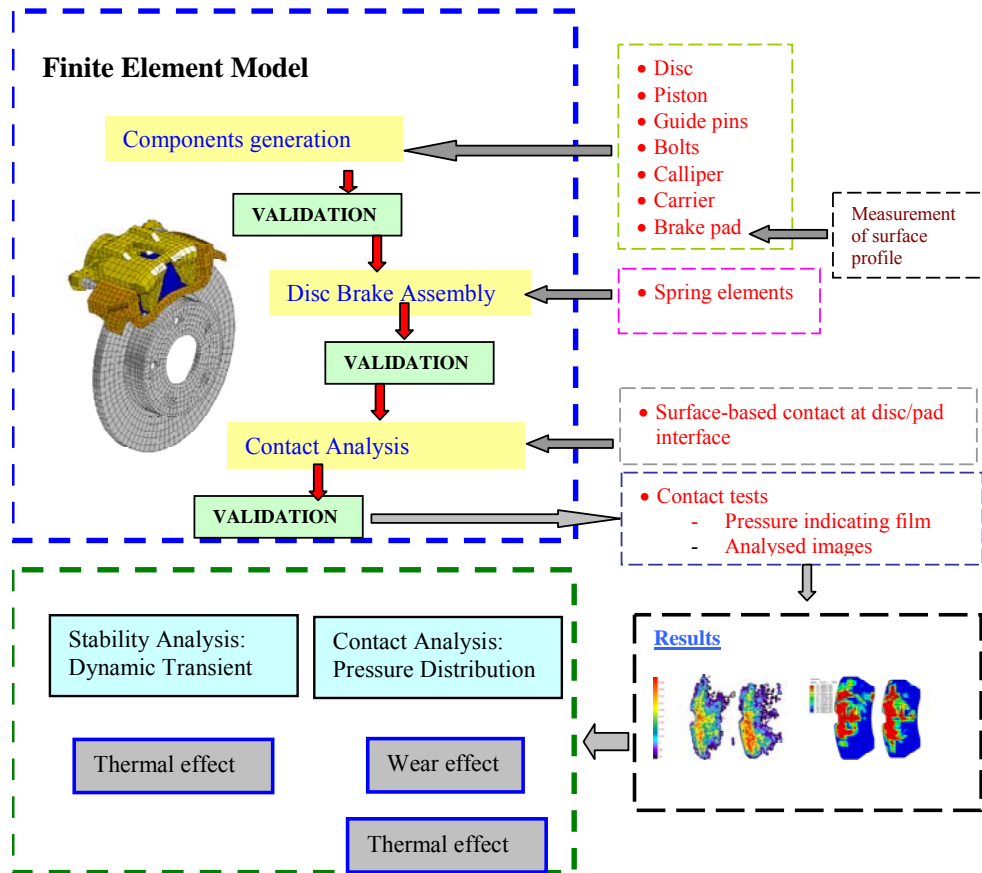 Finite Element Model
Components generation
VALIDATION
Disc Brake Assembly
VALIDATION
Contact Analysis
VALIDATION
• Disc
• Piston
• Guide pins
• Bolts
• Calliper
• Carrier
• Brake pad
Measurement
of surface
profile
• Spring elements
• Surface-based contact at disc/pad
interface
• Contact tests
- Pressure indicating film
- Analysed images
Results
Stability Analysis:
Dynamic Transient
Contact Analysis:
Pressure Distribution
Thermal effect
Wear effect
Thermal effect